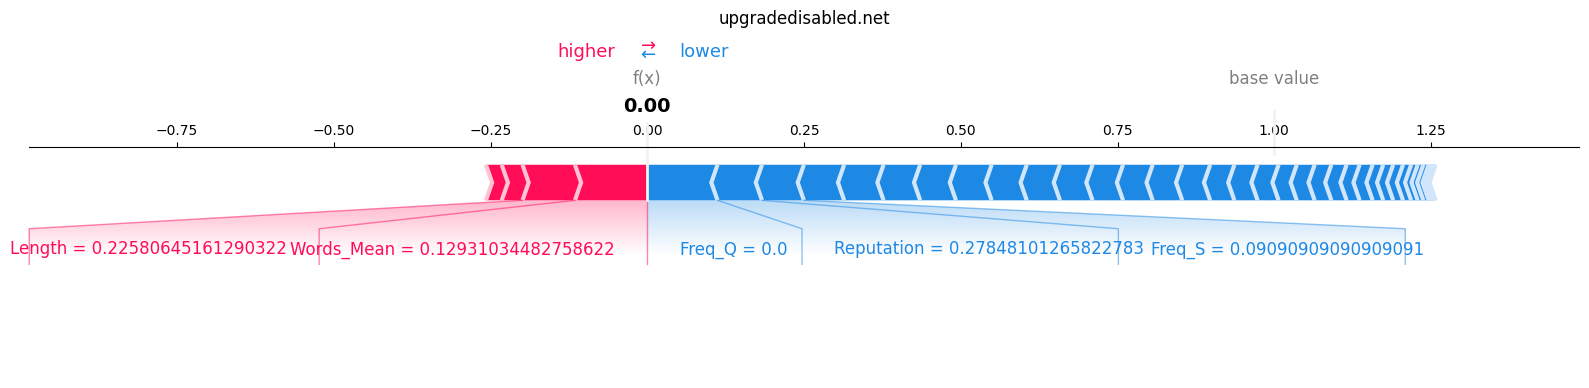 upgradedisabled.net
higher → ← lower
f(x) base value
0.00
−0.75 −0.50 −0.25 0.00 0.25 0.50 0.75 1.00 1.25
Length = 0.22580645161290322 Words_Mean = 0.12931034482758622 Freq_Q = 0.0 Reputation = 0.27848101265822783 Freq_S = 0.09090909090909091